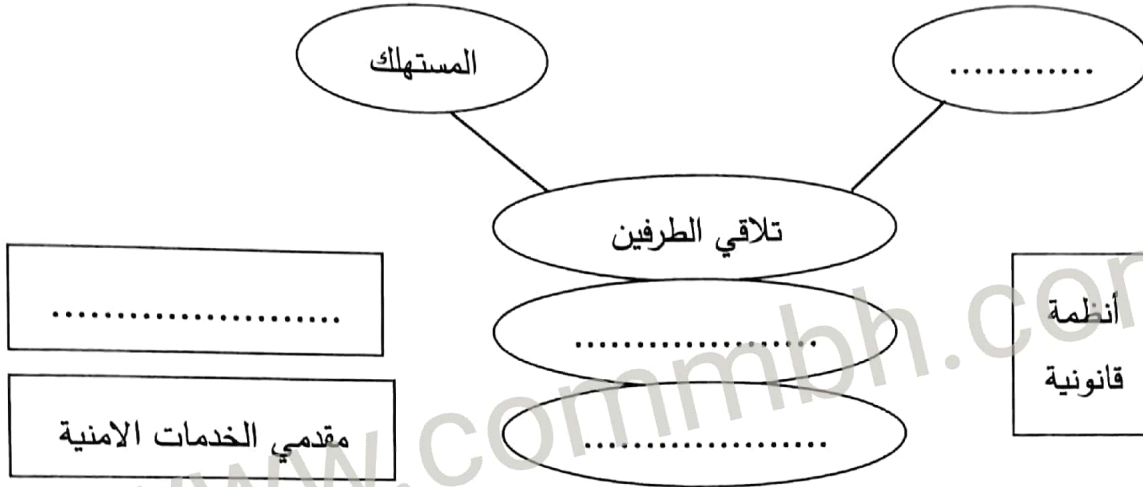 ............
المستهلك
تلاقي الطرفين
أنظمة
قانونية
.....................
........................
.....................
مقدمي الخدمات الامنية
www.commbh.com